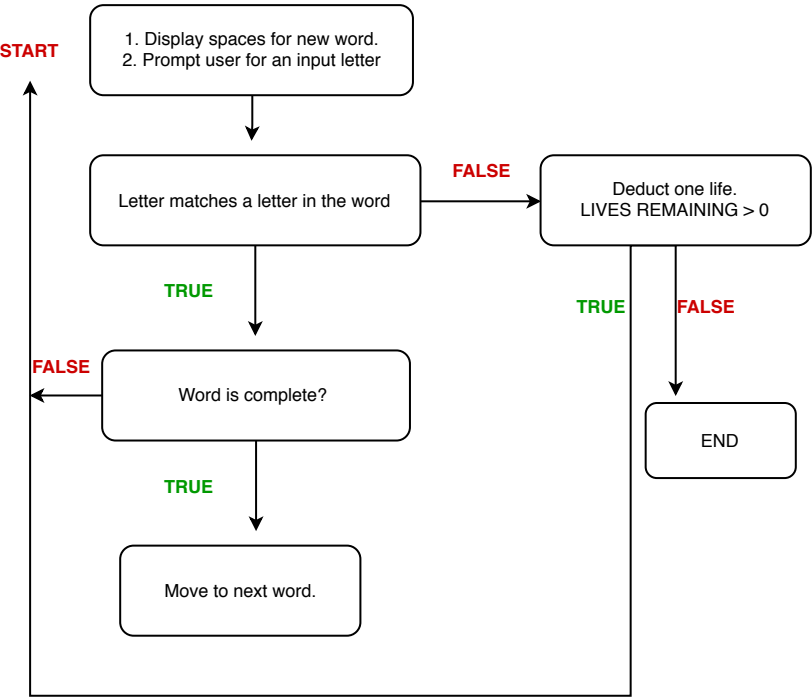 1. Display spaces for new word.
START
2. Prompt user for an input letter
FALSE
Letter matches a letter in the word
Deduct one life.
LIVES REMAINING > 0
TRUE
TRUE
FALSE
FALSE
Word is complete?
END
TRUE
Move to next word.